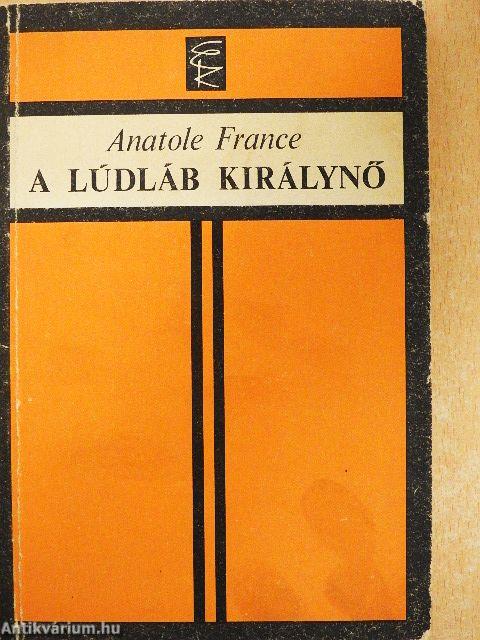 Anatole France
A LÚDLÁB KIRÁLYNŐ
Antikvárium.hu